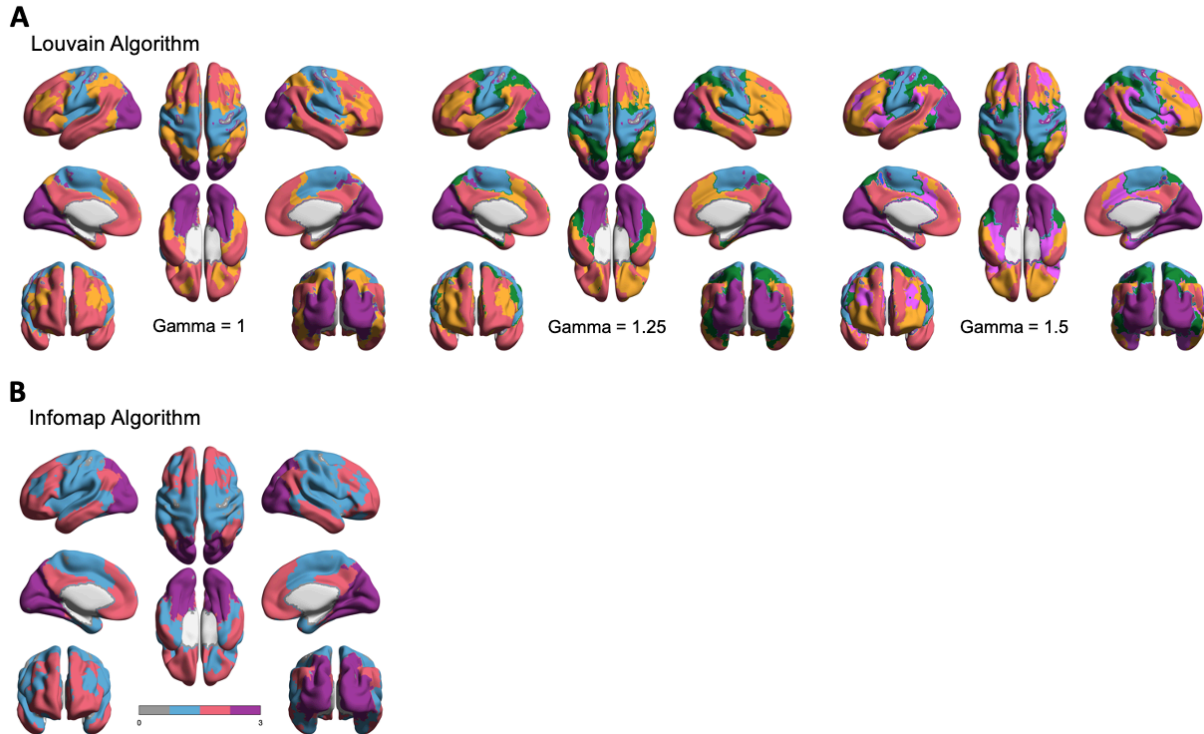 A
Louvain Algorithm
Gamma = 1
Gamma = 1.25
Gamma = 1.5
B
Infomap Algorithm
0
3